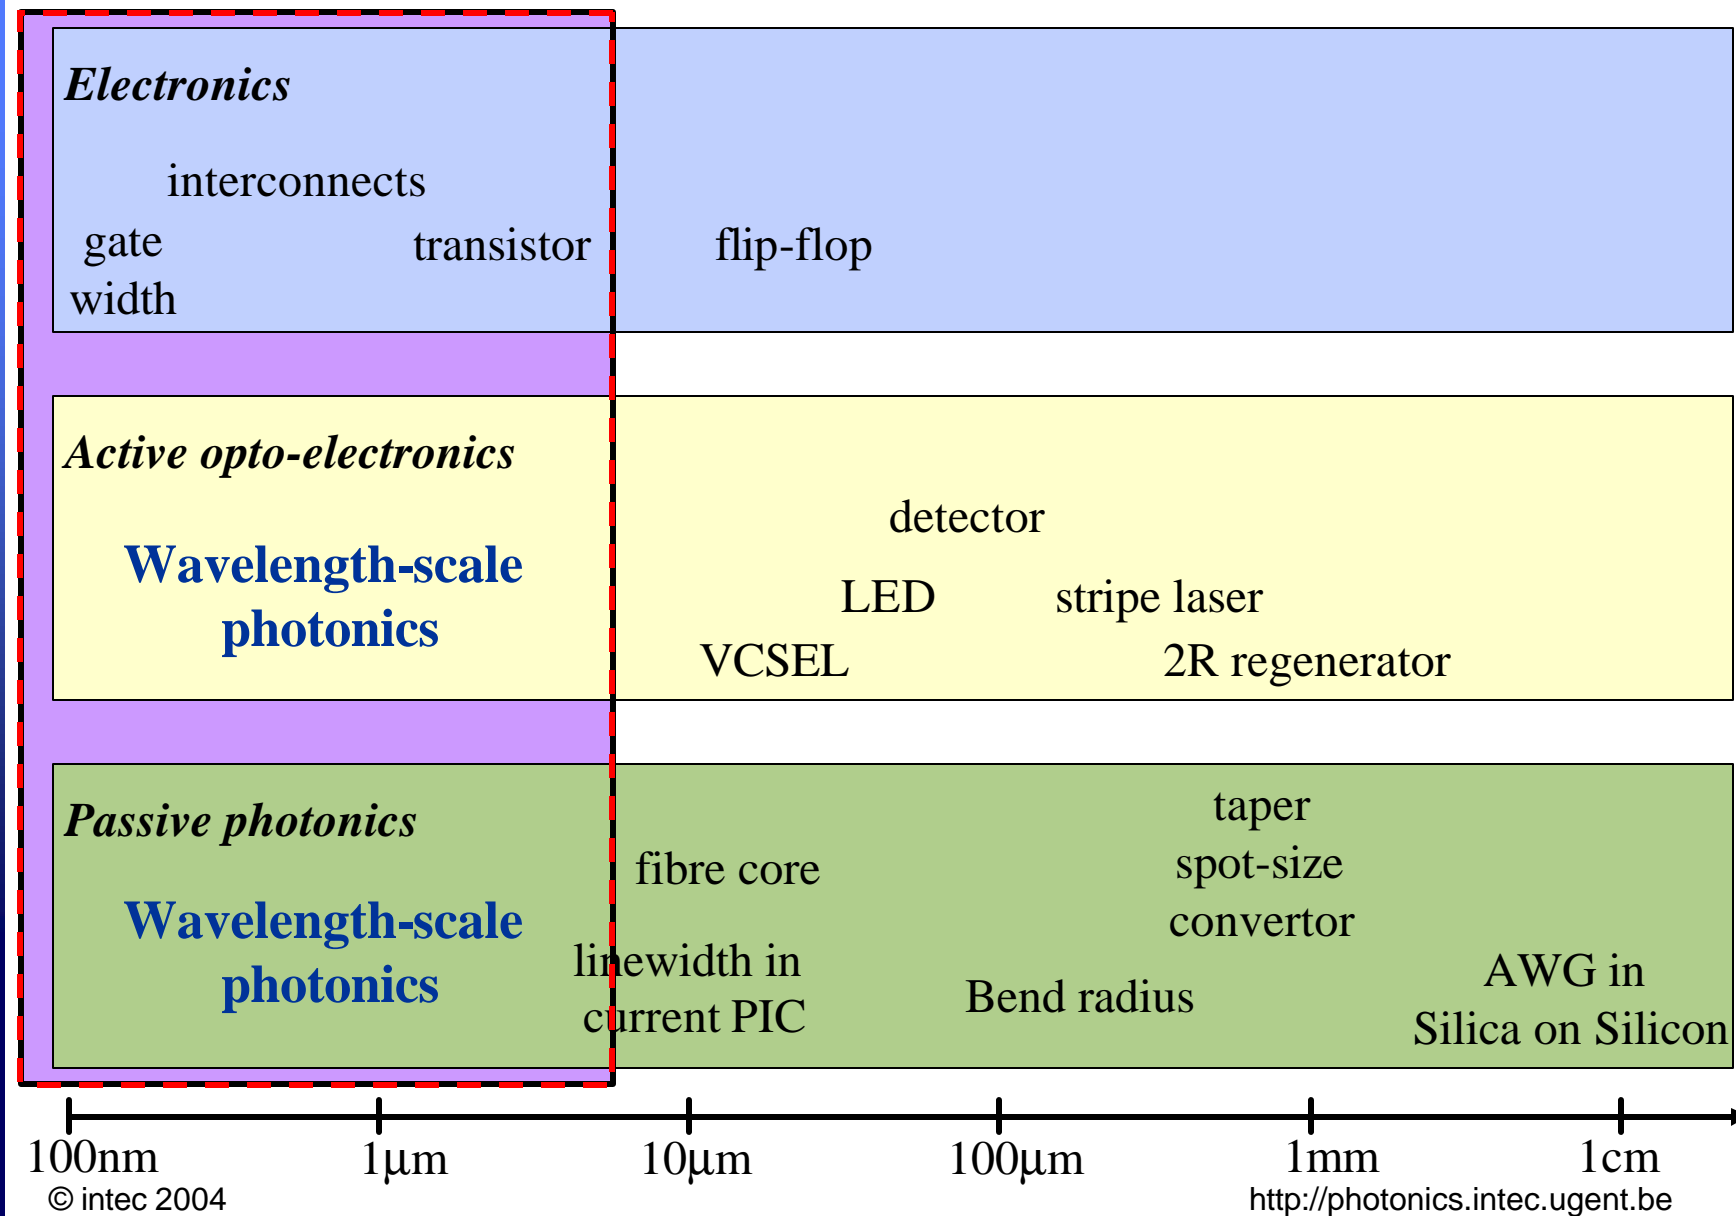 Electronics
interconnects
gate
width
transistor
flip-flop
Active opto-electronics
Wavelength-scale
photonics
detector
LED
stripe laser
VCSEL
2R regenerator
Passive photonics
Wavelength-scale
photonics
fibre core
linewidth in
current PIC
taper
spot-size
convertor
Bend radius
AWG in
Silica on Silicon
100nm
1μm
10μm
100μm
1mm
1cm
© intec 2004
http://photonics.intec.ugent.be